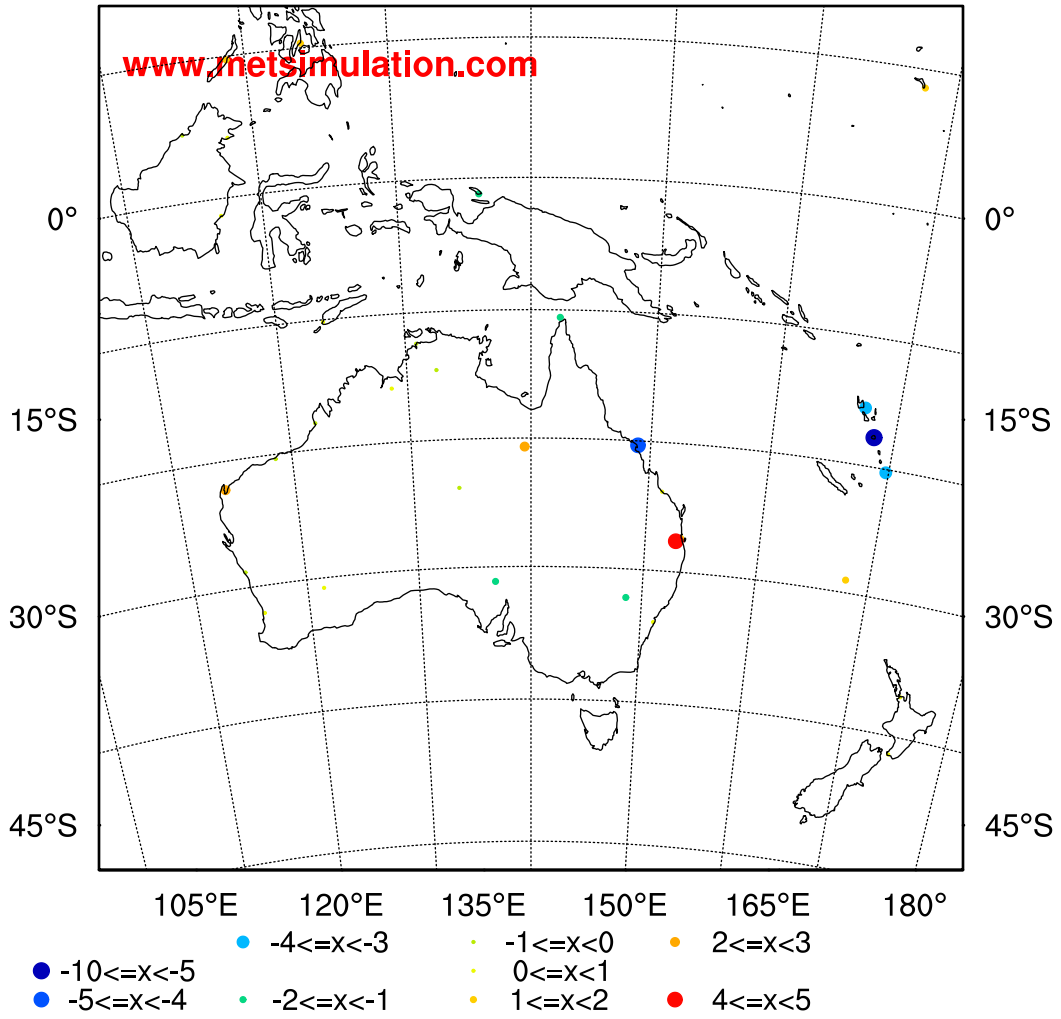 www.metsimulation.com
0° 0°
15°S 15°S
30°S 30°S
45°S 45°S
105°E 120°E 135°E 150°E 165°E 180°
-4<=x<-3 -1<=x<0 2<=x<3
-10<=x<-5 0<=x<1
-5<=x<-4 -2<=x<-1 1<=x<2 4<=x<5